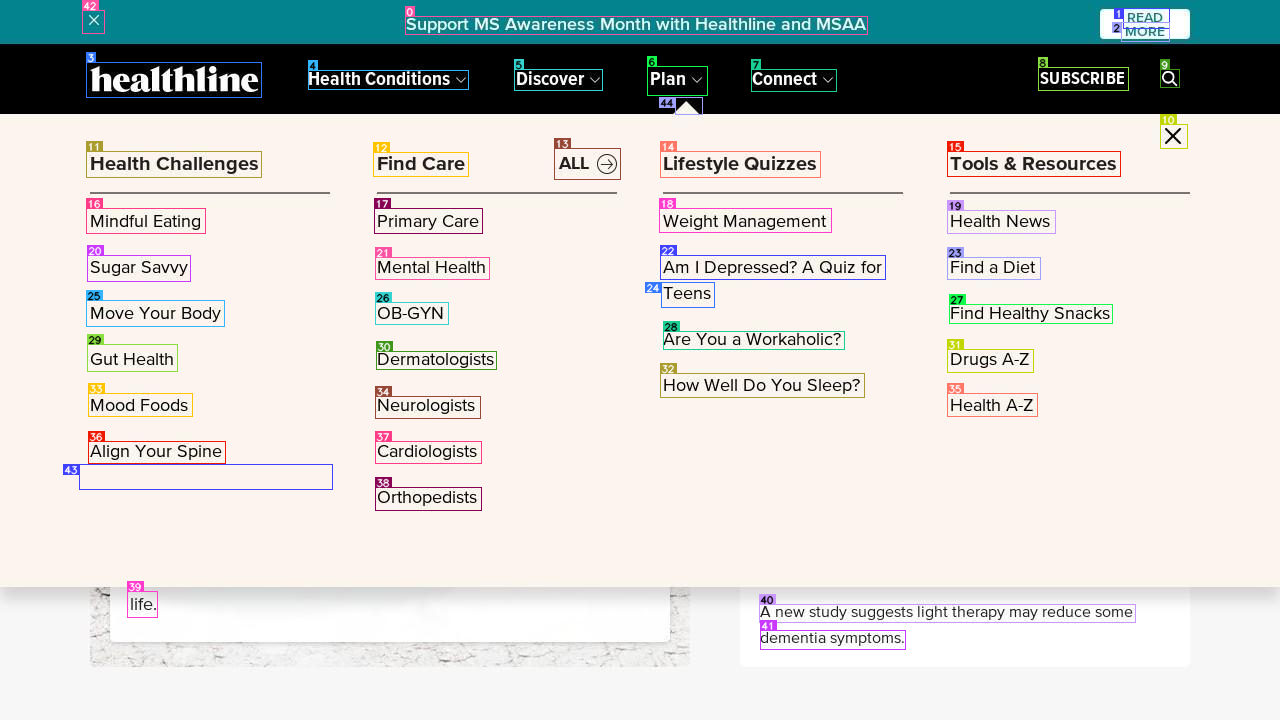 Support MS Awareness Month with Healthline and MSAA
READ
MORE
healthline
Health Conditions
Discover
Plan
Connect
SUBSCRIBE
Health Challenges
Find Care
ALL
Lifestyle Quizzes
Tools & Resources
Mindful Eating
Primary Care
Weight Management
Health News
Sugar Savvy
Mental Health
Am I Depressed? A Quiz for
Teens
Find a Diet
Move Your Body
OB-GYN
Are You a Workaholic?
Find Healthy Snacks
Gut Health
Dermatologists
How Well Do You Sleep?
Drugs A-Z
Mood Foods
Neurologists
Health A-Z
Align Your Spine
Cardiologists
Orthopedists
life.
A new study suggests light therapy may reduce some
dementia symptoms.
42
0
1
2
3
4
5
6
7
8
9
44
10
11
12
13
14
15
16
17
18
19
20
21
22
23
24
25
26
27
28
29
30
31
32
33
34
35
36
37
43
38
39
40
41